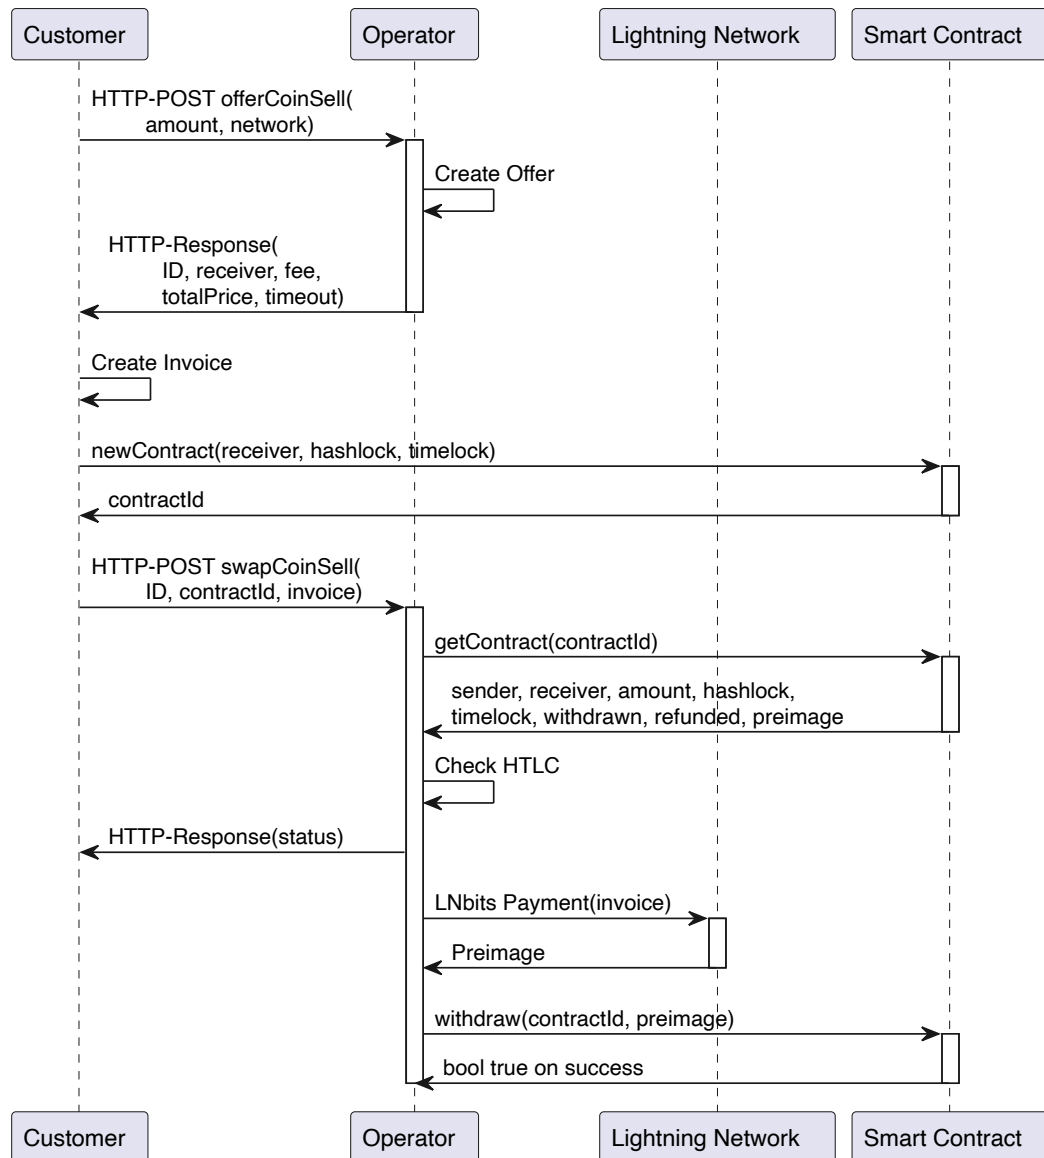 Customer
Operator
Lightning Network
Smart Contract
HTTP-POST offerCoinSell(
amount, network)
Create Offer
HTTP-Response(
ID, receiver, fee,
totalPrice, timeout)
Create Invoice
newContract(receiver, hashlock, timelock)
contractId
HTTP-POST swapCoinSell(
ID, contractId, invoice)
getContract(contractId)
sender, receiver, amount, hashlock,
timelock, withdrawn, refunded, preimage
Check HTLC
HTTP-Response(status)
LNbits Payment(invoice)
Preimage
withdraw(contractId, preimage)
bool true on success
Customer
Operator
Lightning Network
Smart Contract